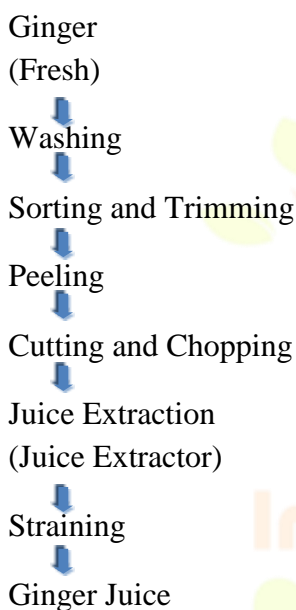 Ginger
(Fresh)
Washing
Sorting and Trimming
Peeling
Cutting and Chopping
Juice Extraction
(Juice Extractor)
Straining
Ginger Juice